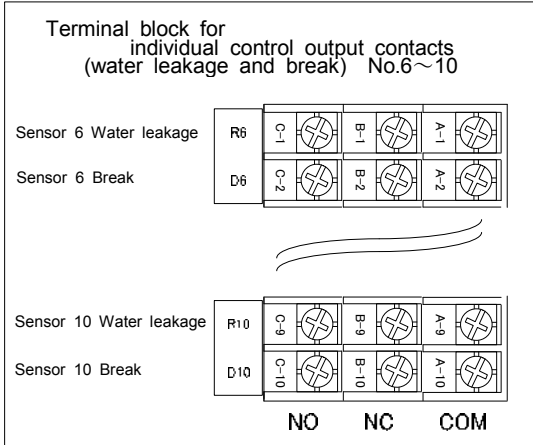 Terminal block for
individual control output contacts
(water leakage and break) No.6～10
Sensor 6 Water leakage R6 C-1 B-1 A-1
Sensor 6 Break D6 C-2 B-2 A-2
Sensor 10 Water leakage R10 C-9 B-9 A-9
Sensor 10 Break D10 C-10 B-10 A-10
NO NC COM